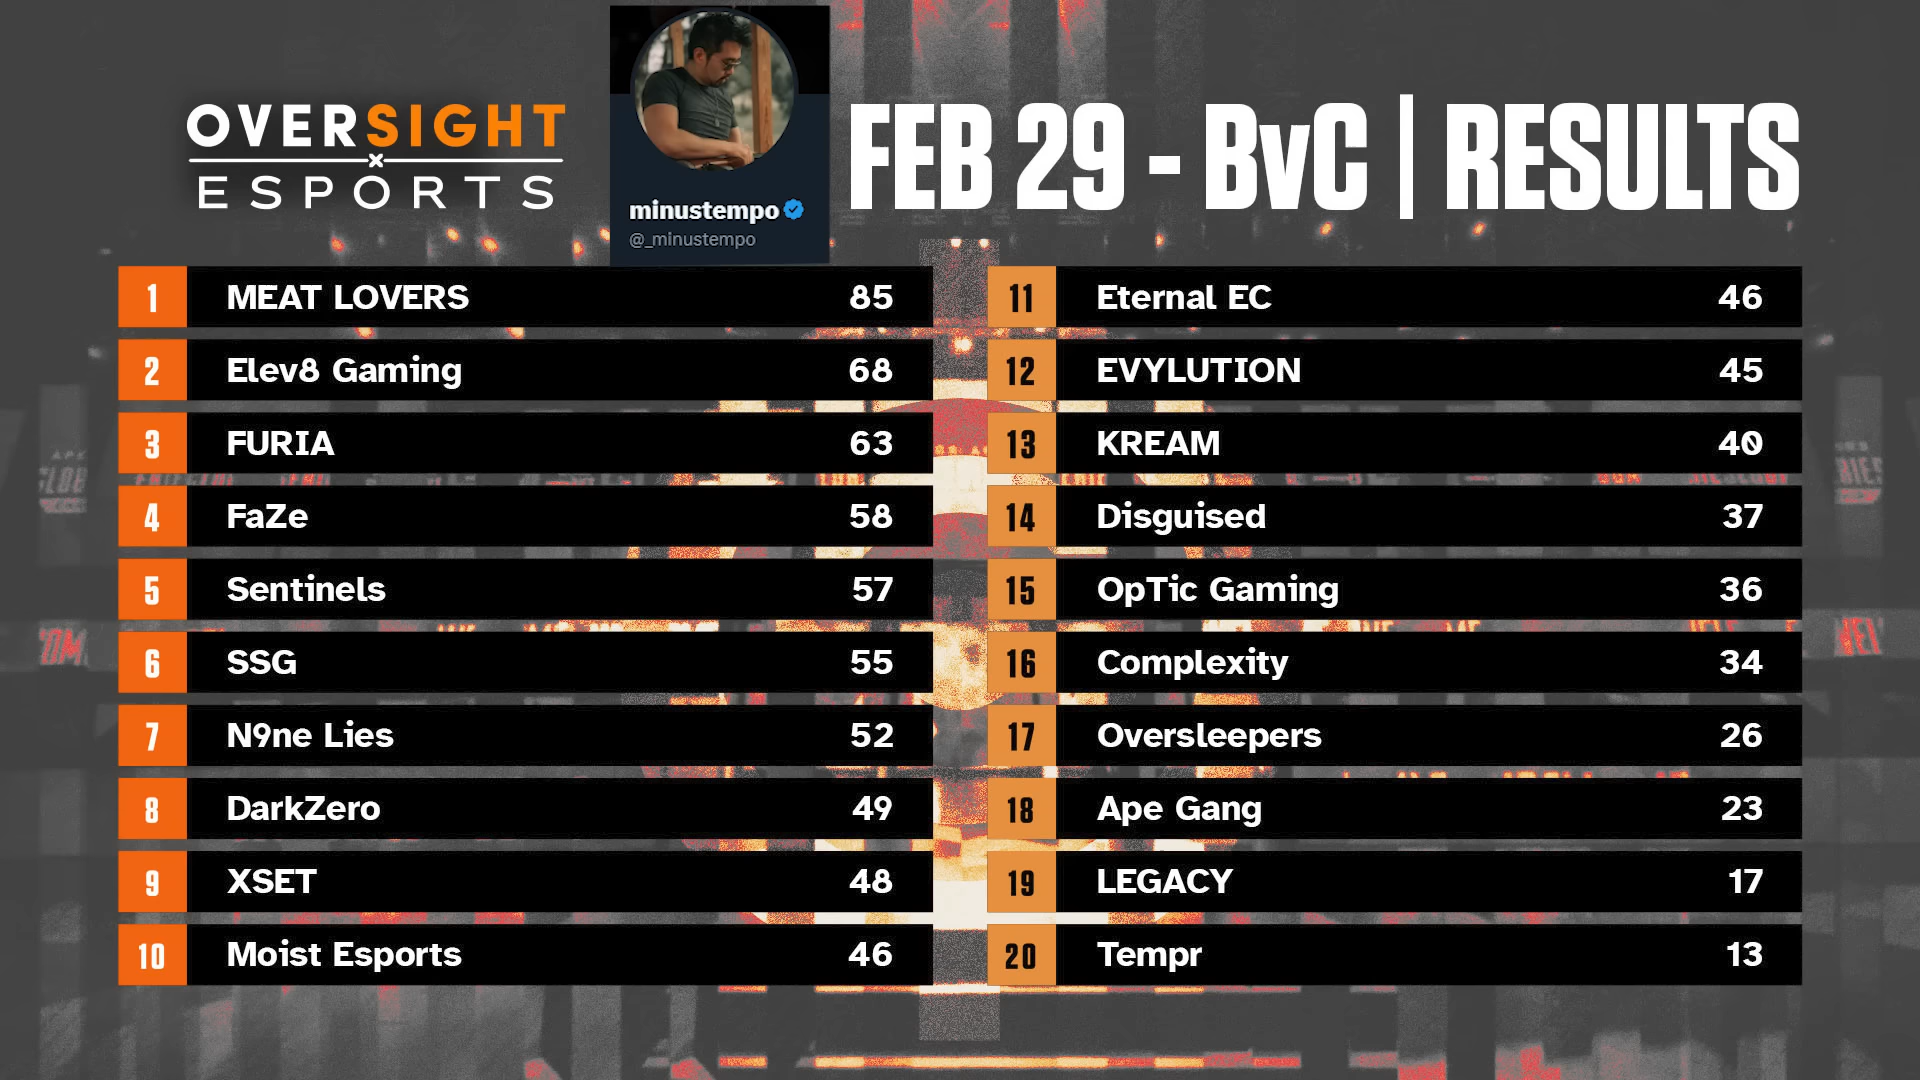 OVERSIGHT
ESPORTS
minustempo
@_minustempo
FEB 29 - BvC | RESULTS
1 MEAT LOVERS 85
2 Elev8 Gaming 68
3 FURIA 63
4 FaZe 58
5 Sentinels 57
6 SSG 55
7 N9ne Lies 52
8 DarkZero 49
9 XSET 48
10 Moist Esports 46
11 Eternal EC 46
12 EVYLUTION 45
13 KREAM 40
14 Disguised 37
15 OpTic Gaming 36
16 Complexity 34
17 Oversleepers 26
18 Ape Gang 23
19 LEGACY 17
20 Tempr 13